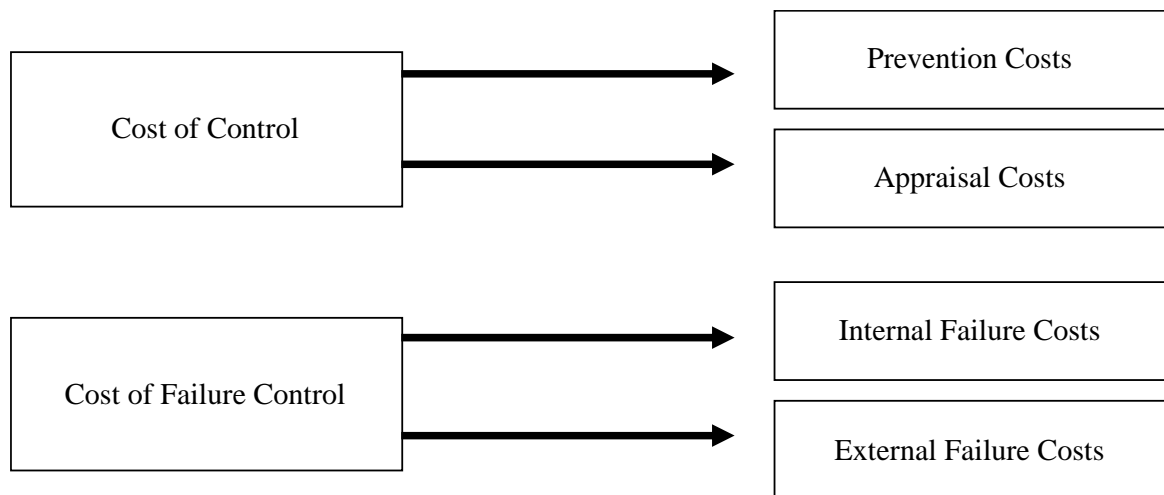 Cost of Control
Prevention Costs
Appraisal Costs
Cost of Failure Control
Internal Failure Costs
External Failure Costs